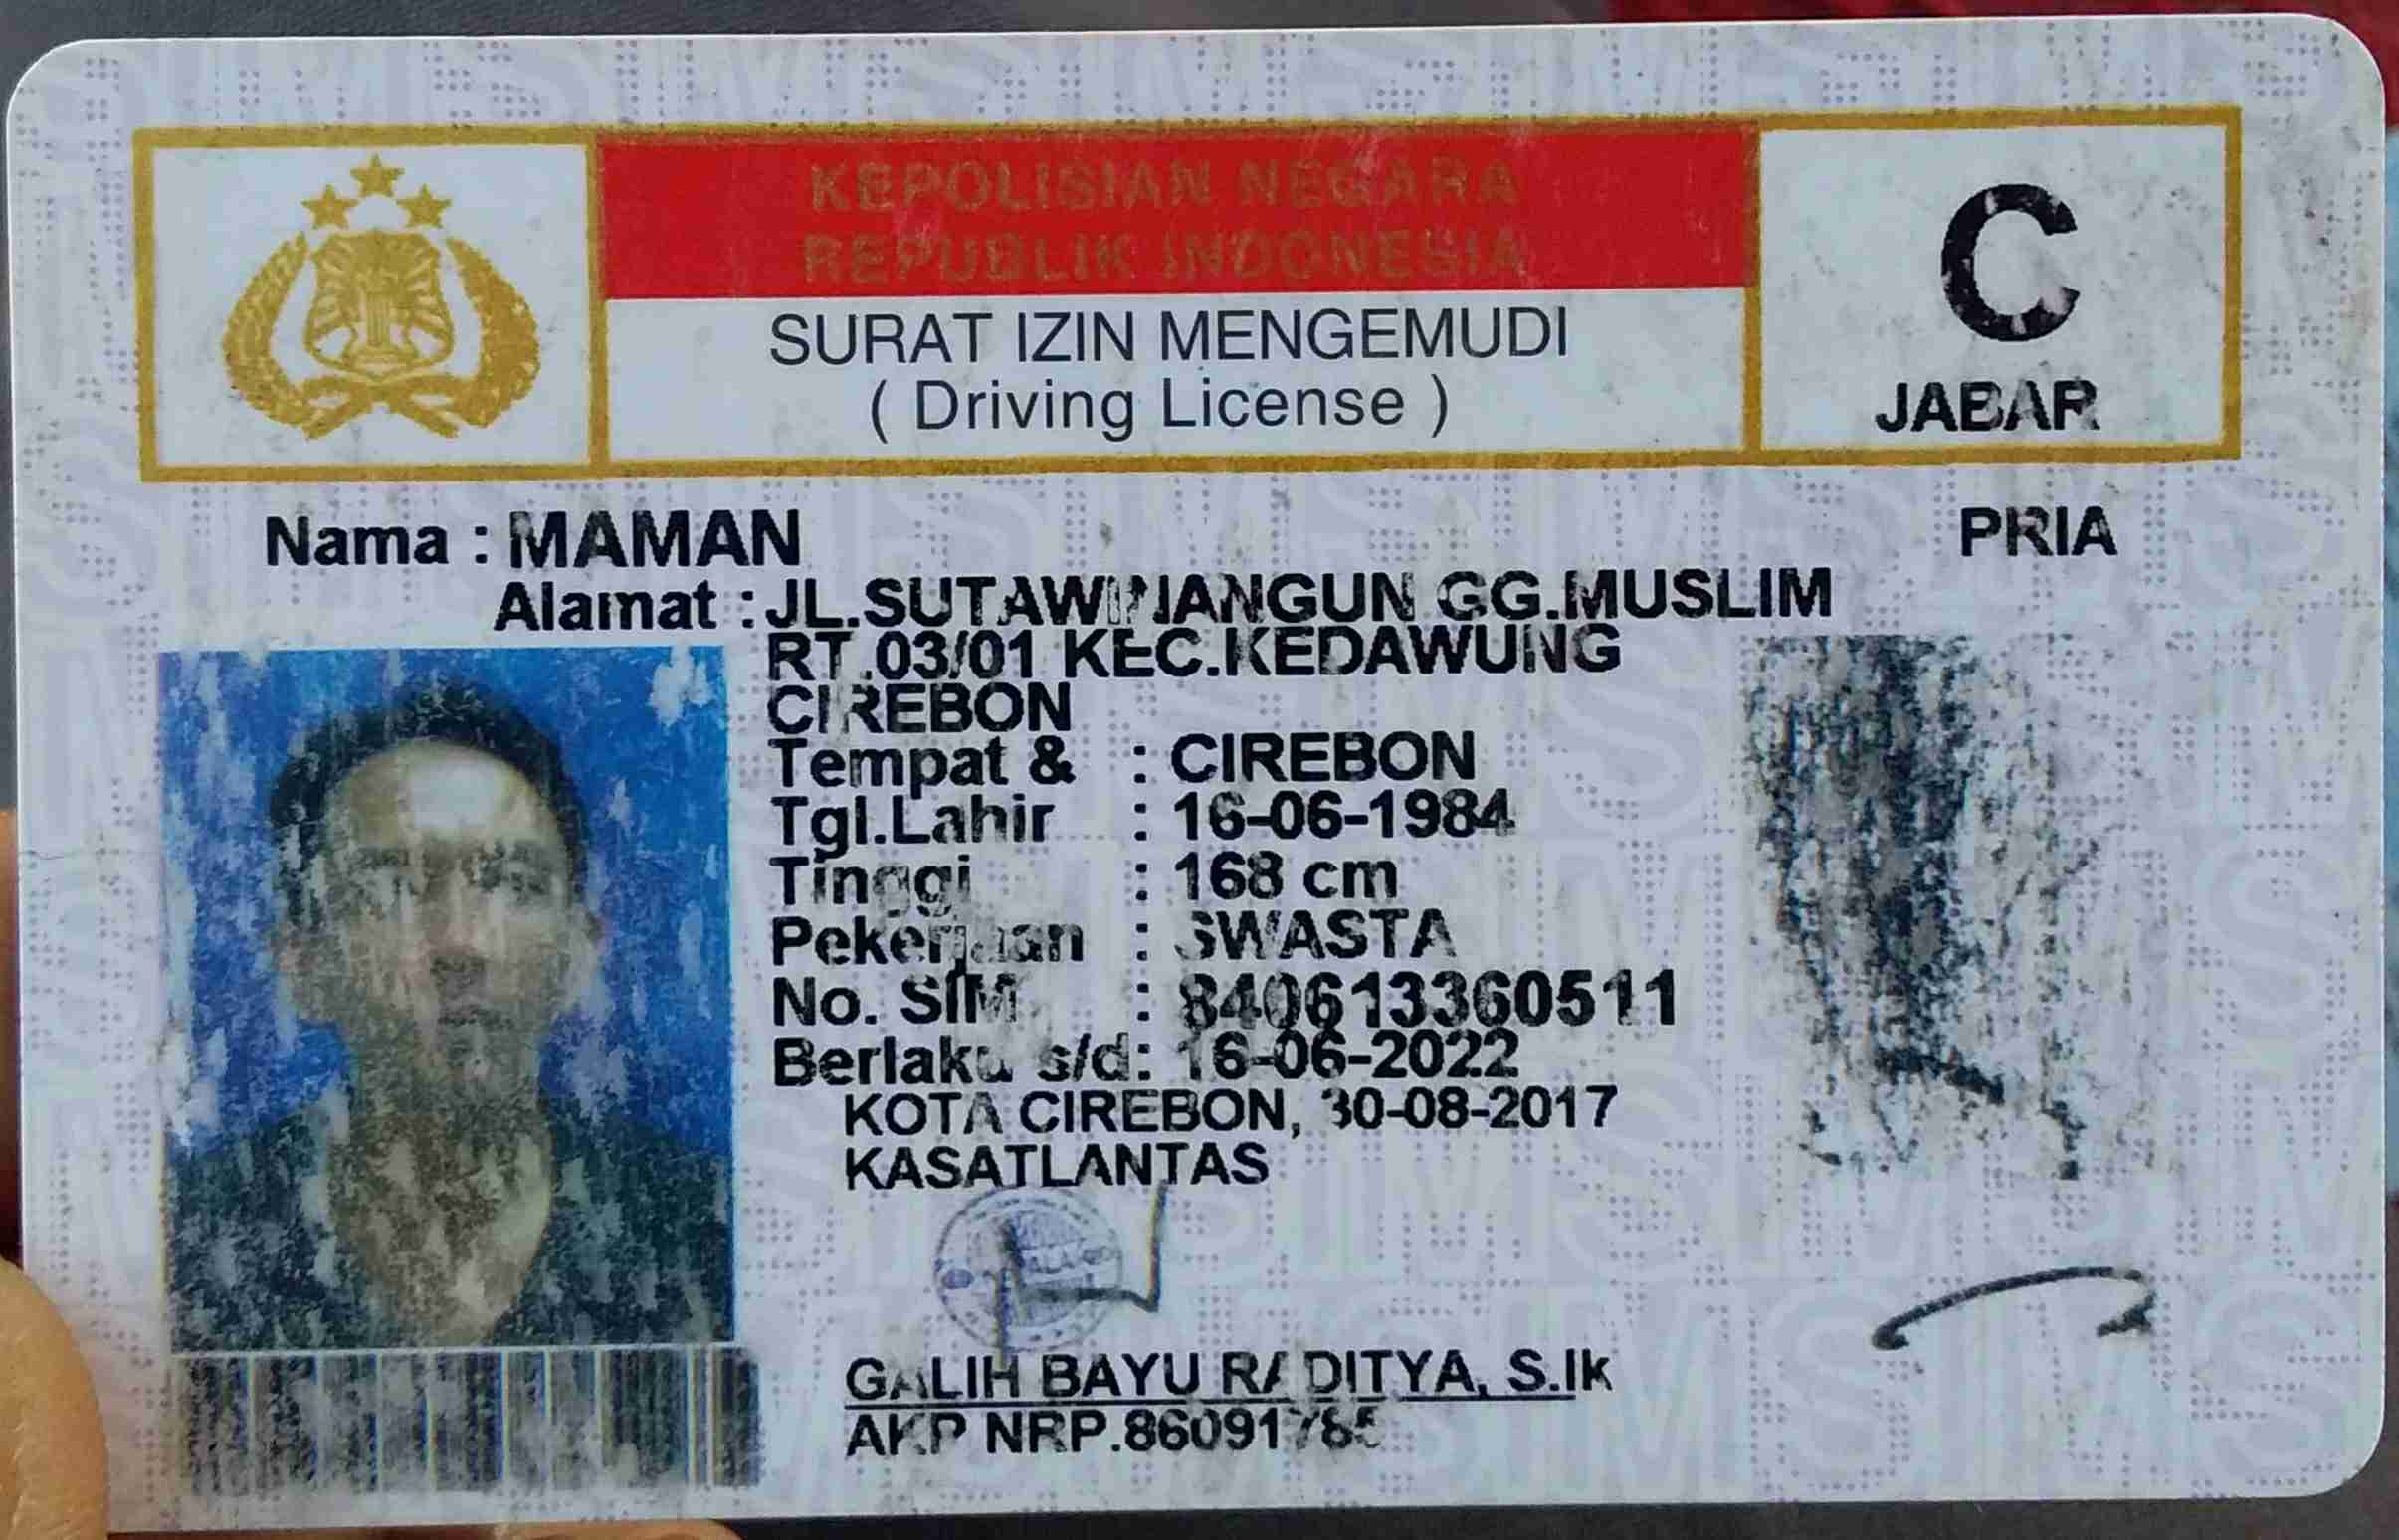 KEPOLISIAN NEGARA
REPUBLIK INDONESIA
SURAT IZIN MENGEMUDI
( Driving License )
C
JABAR
Nama : MAMAN
PRIA
Alamat : JL.SUTAWINANGUN GG.MUSLIM
RT.03/01 KEC.KEDAWUNG
CIREBON
Tempat & : CIREBON
Tgl.Lahir : 16-06-1984
Tinggi : 168 cm
Pekerjaan : SWASTA
No. SIM : 840613360511
Berlaku s/d : 16-06-2022
KOTA CIREBON, 30-08-2017
KASATLANTAS
GALIH BAYU RADITYA, S.Ik
AKP NRP.86091785